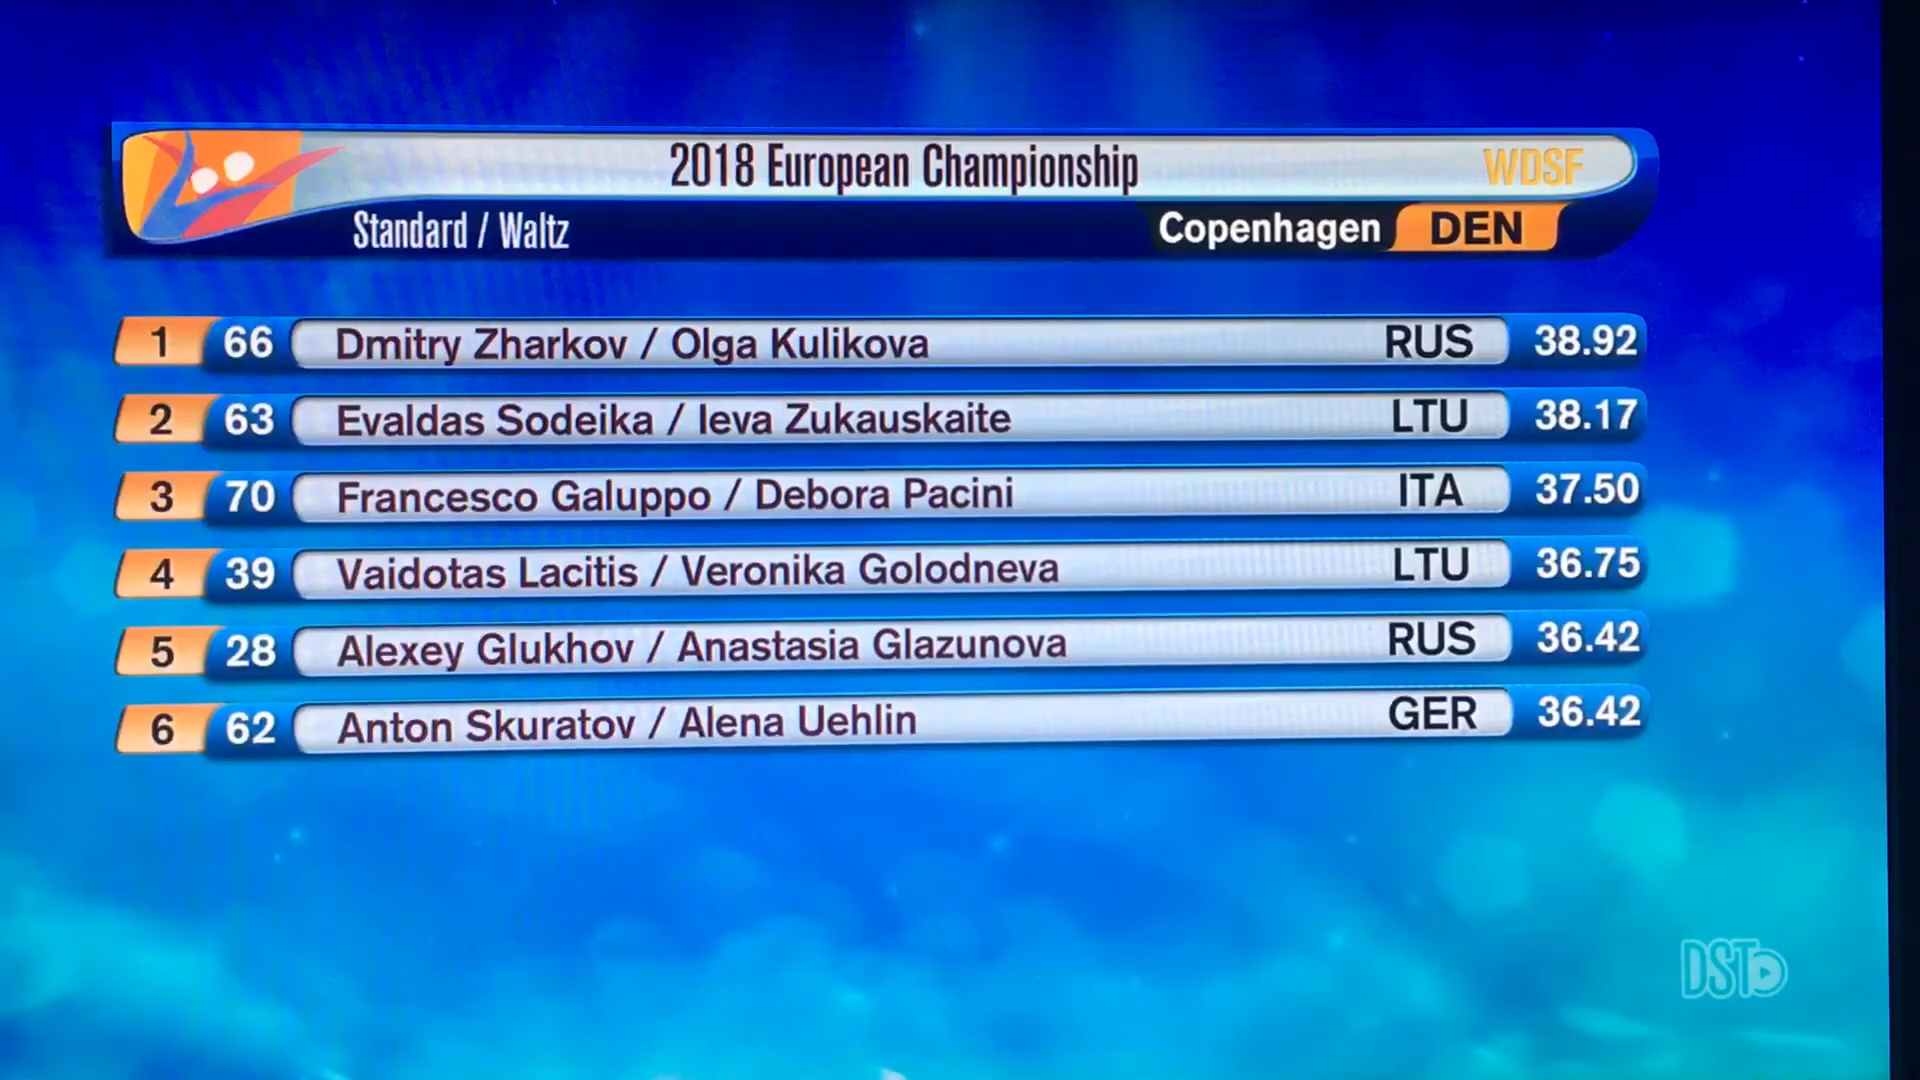 2018 European Championship WDSF
Standard / Waltz Copenhagen DEN
1 66 Dmitry Zharkov / Olga Kulikova RUS 38.92
2 63 Evaldas Sodeika / Ieva Zukauskaite LTU 38.17
3 70 Francesco Galuppo / Debora Pacini ITA 37.50
4 39 Vaidotas Lacitis / Veronika Golodneva LTU 36.75
5 28 Alexey Glukhov / Anastasia Glazunova RUS 36.42
6 62 Anton Skuratov / Alena Uehlin GER 36.42
DST